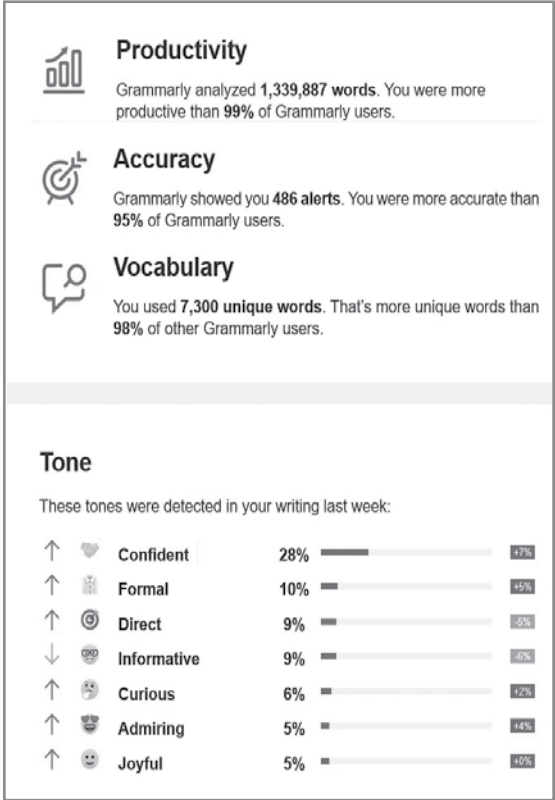 Productivity
Grammarly analyzed 1,339,887 words. You were more
productive than 99% of Grammarly users.
Accuracy
Grammarly showed you 486 alerts. You were more accurate than
95% of Grammarly users.
Vocabulary
You used 7,300 unique words. That's more unique words than
98% of other Grammarly users.
Tone
These tones were detected in your writing last week:
Confident 28% +7%
Formal 10% +5%
Direct 9% -5%
Informative 9% -6%
Curious 6% +2%
Admiring 5% +4%
Joyful 5% +0%